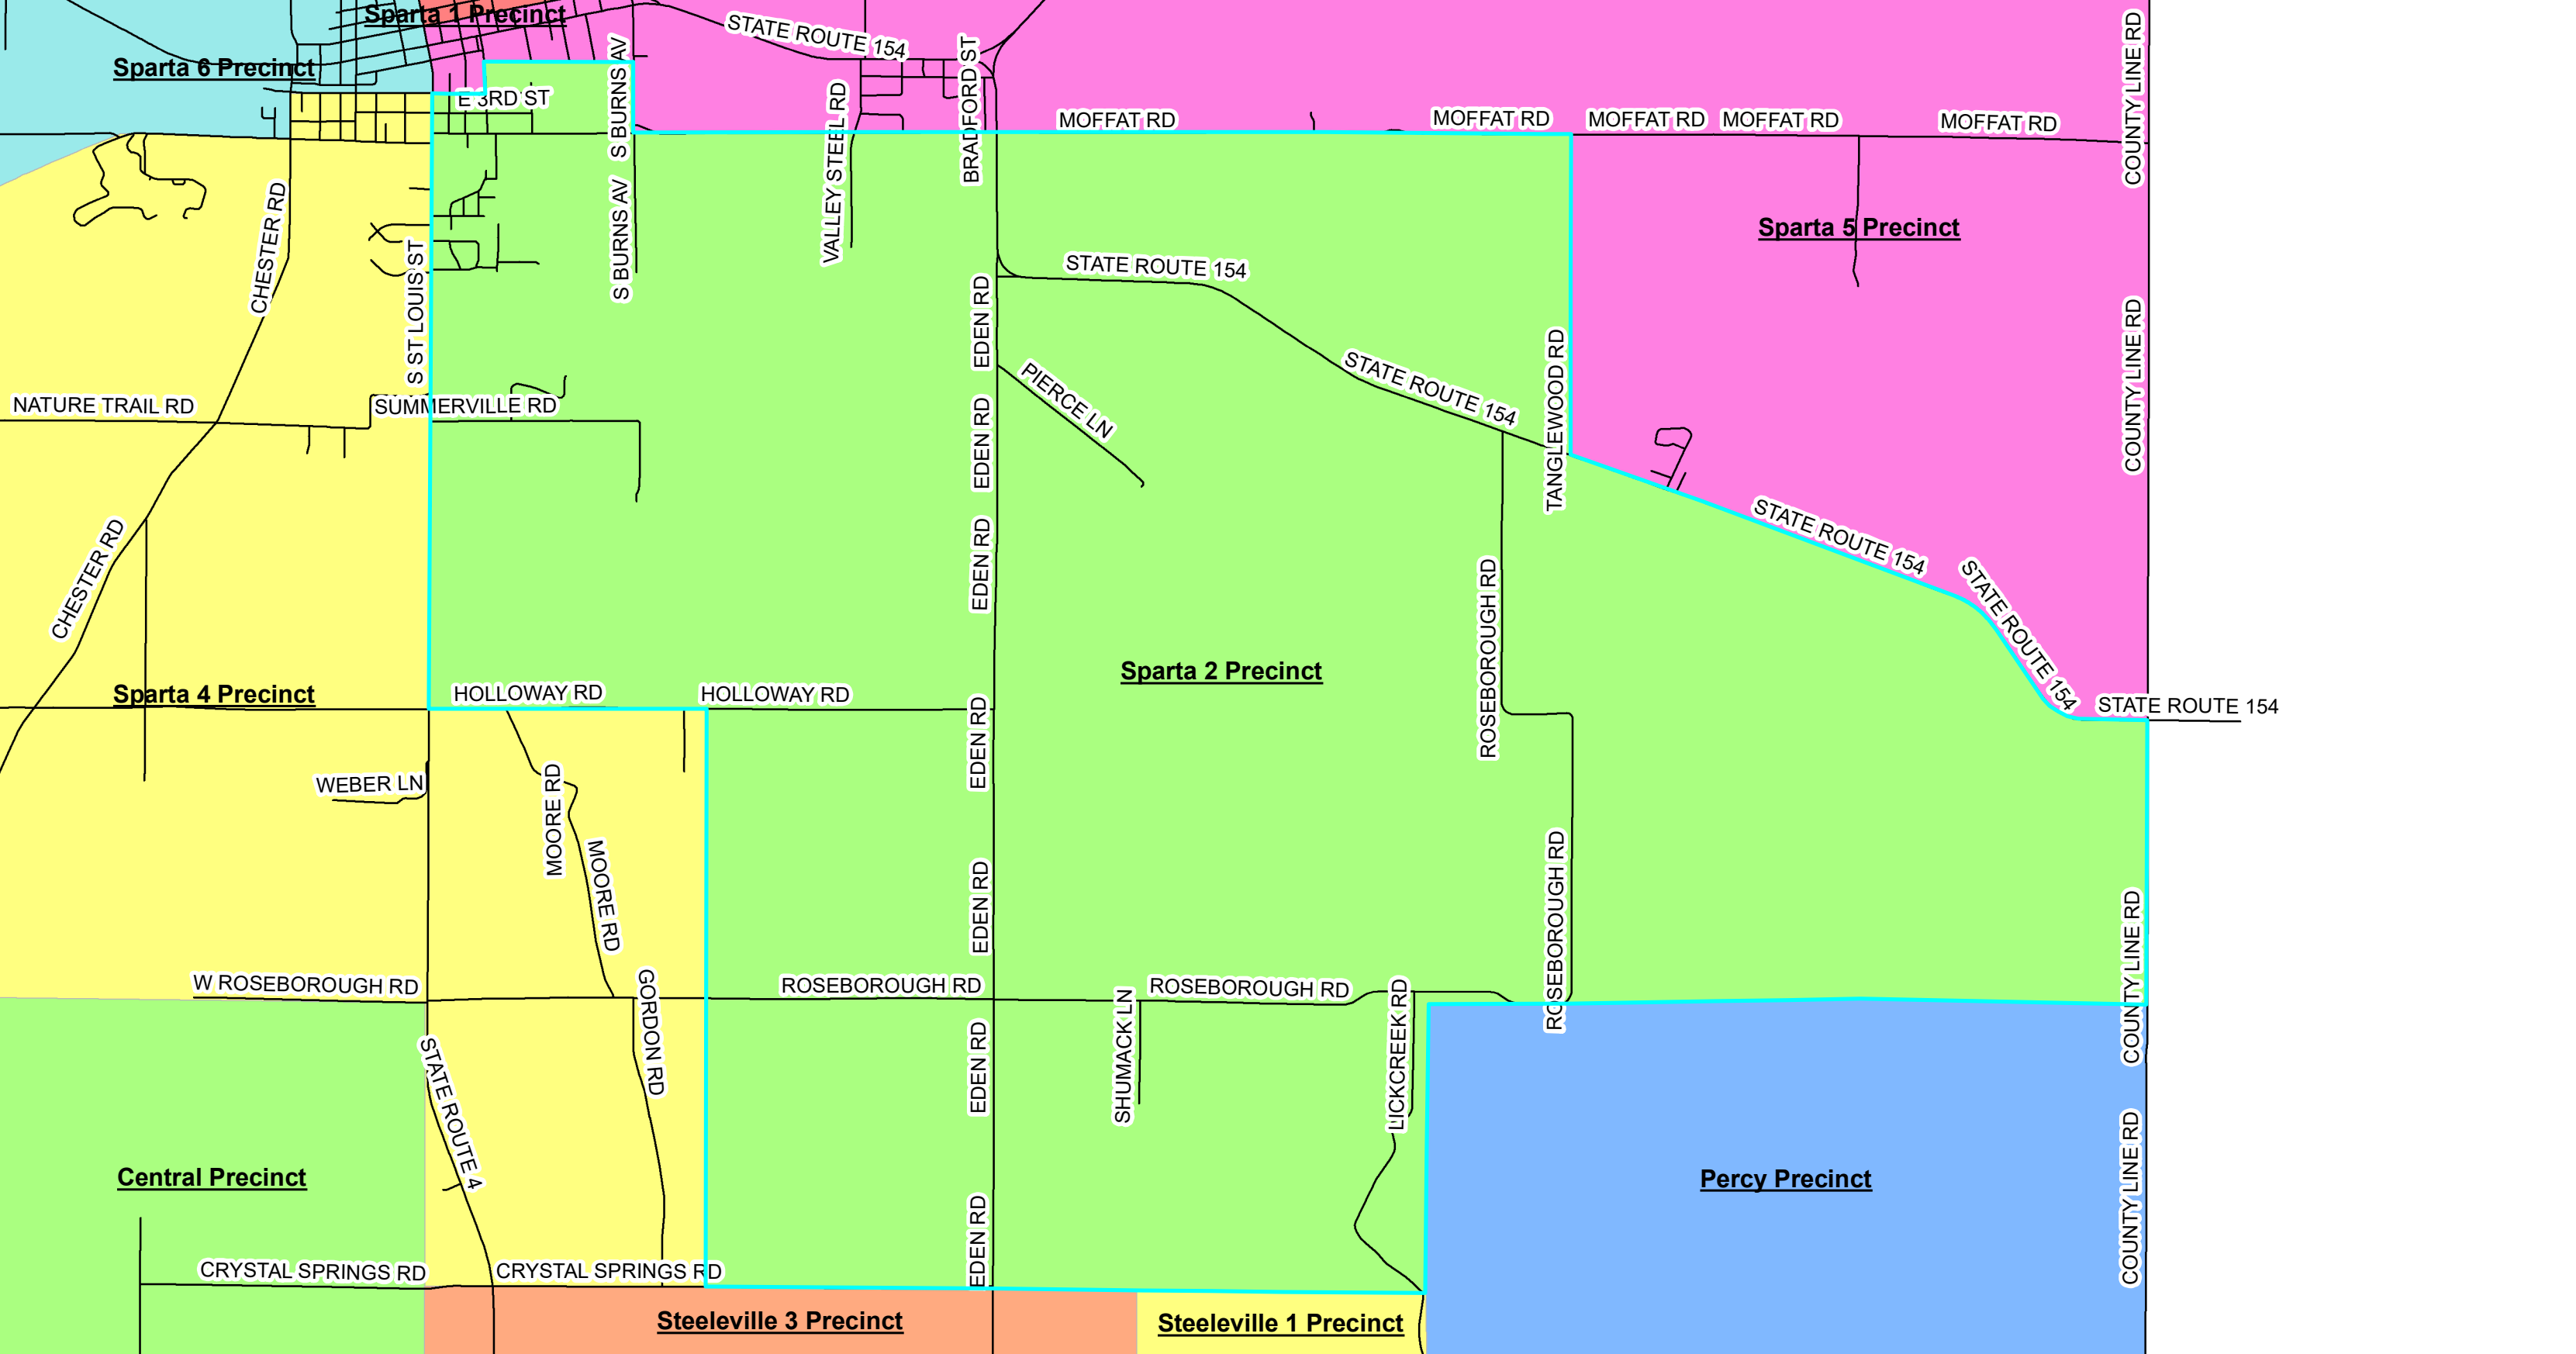 Sparta 1 Precinct
STATE ROUTE 154
Sparta 6 Precinct
E 3RD ST
S BURNS AV
VALLEY STEEL RD
BRADFORD ST
MOFFAT RD
MOFFAT RD
MOFFAT RD
MOFFAT RD
MOFFAT RD
COUNTY LINE RD
CHESTER RD
S ST LOUIS ST
S BURNS AV
STATE ROUTE 154
Sparta 5 Precinct
EDEN RD
COUNTY LINE RD
NATURE TRAIL RD
SUMMERVILLE RD
EDEN RD
PIERCE LN
STATE ROUTE 154
TANGLEWOOD RD
CHESTER RD
EDEN RD
STATE ROUTE 154
STATE ROUTE 154
ROSEBOROUGH RD
Sparta 2 Precinct
Sparta 4 Precinct
HOLLOWAY RD
HOLLOWAY RD
EDEN RD
STATE ROUTE 154
WEBER LN
MOORE RD
MOORE RD
EDEN RD
ROSEBOROUGH RD
COUNTY LINE RD
W ROSEBOROUGH RD
GORDON RD
ROSEBOROUGH RD
ROSEBOROUGH RD
SHUMACK LN
LICKCREEK RD
EDEN RD
STATE ROUTE 4
Central Precinct
Percy Precinct
COUNTY LINE RD
EDEN RD
CRYSTAL SPRINGS RD
CRYSTAL SPRINGS RD
Steeleville 3 Precinct
Steeleville 1 Precinct